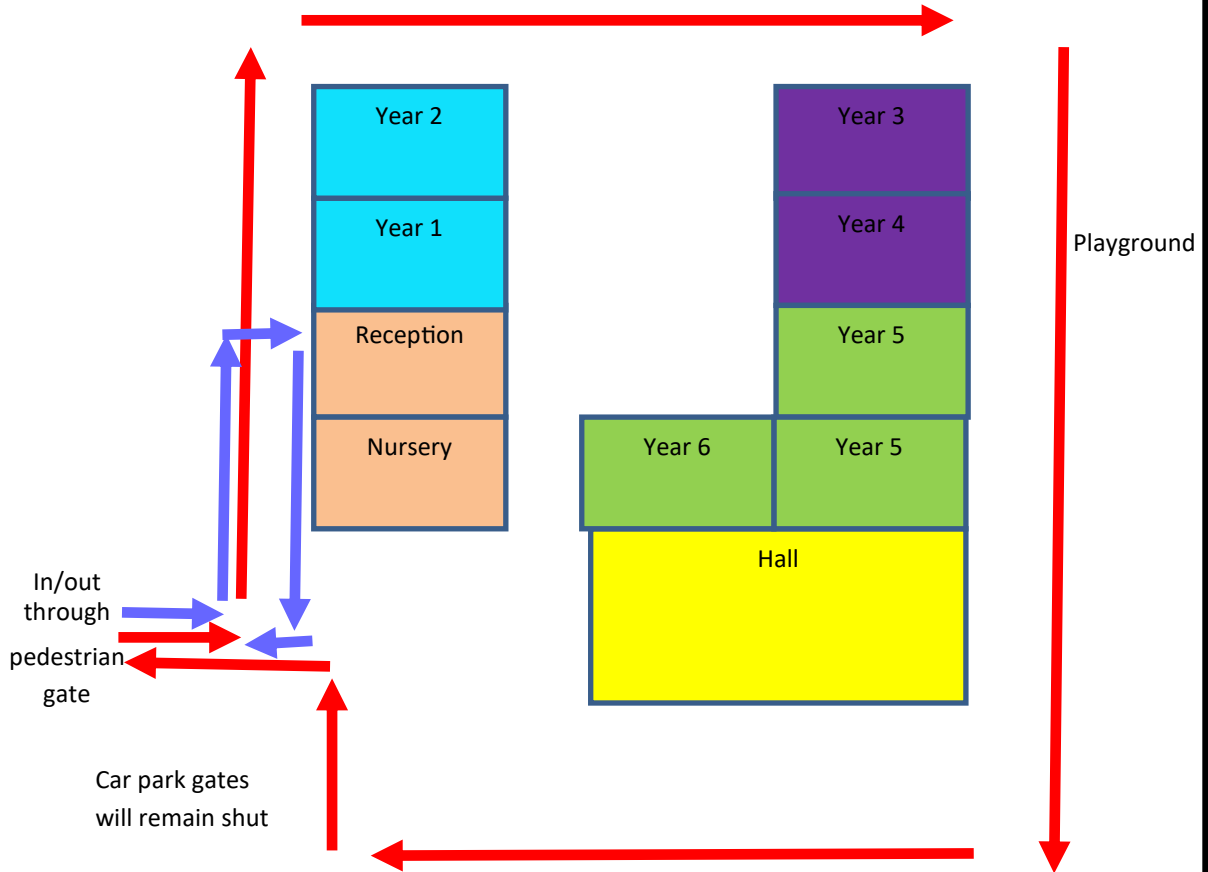 Year 2
Year 3
Year 1
Year 4
Playground
Reception
Year 5
Nursery
Year 6
Year 5
Hall
In/out
through
pedestrian
gate
Car park gates
will remain shut